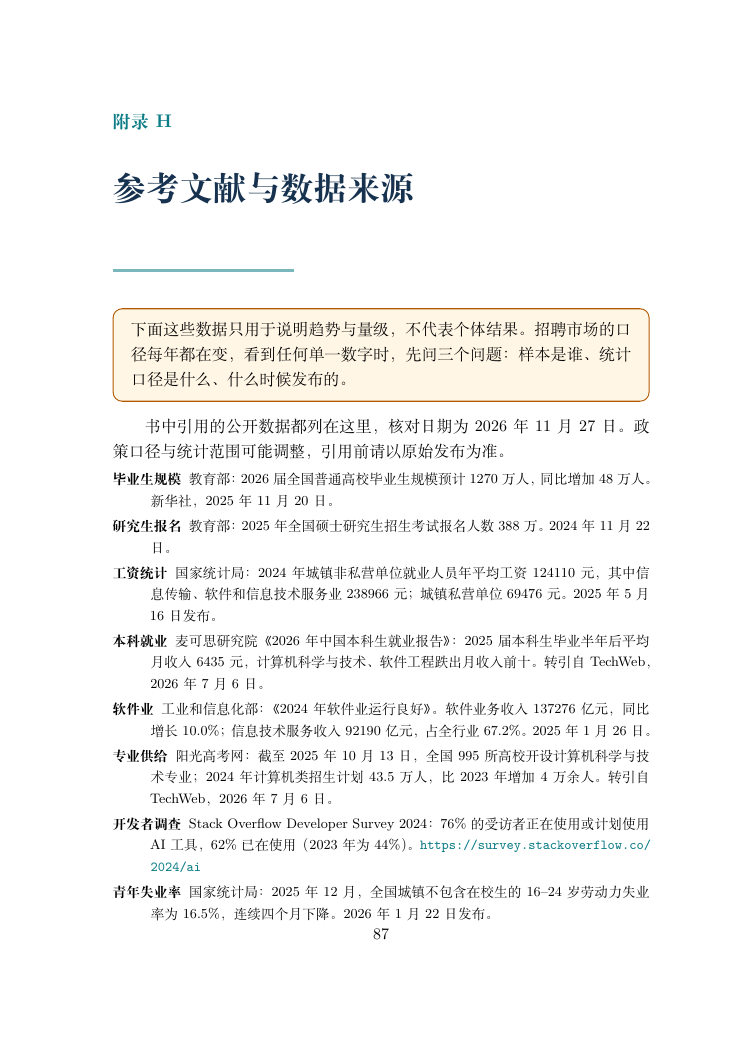 附录 H
参考文献与数据来源
下面这些数据只用于说明趋势与量级，不代表个体结果。招聘市场的口
径每年都在变，看到任何单一数字时，先问三个问题：样本是谁、统计
口径是什么、什么时候发布的。
书中引用的公开数据都列在这里，核对日期为 2026 年 11 月 27 日。政
策口径与统计范围可能调整，引用前请以原始发布为准。
毕业生规模 教育部：2026 届全国普通高校毕业生规模预计 1270 万人，同比增加 48 万人。
新华社，2025 年 11 月 20 日。
研究生报名 教育部：2025 年全国硕士研究生招生考试报名人数 388 万。2024 年 11 月 22
日。
工资统计 国家统计局：2024 年城镇非私营单位就业人员年平均工资 124110 元，其中信
息传输、软件和信息技术服务业 238966 元；城镇私营单位 69476 元。2025 年 5 月
16 日发布。
本科就业 麦可思研究院《2026 年中国本科生就业报告》：2025 届本科生毕业半年后平均
月收入 6435 元，计算机科学与技术、软件工程跌出月收入前十。转引自 TechWeb，
2026 年 7 月 6 日。
软件业 工业和信息化部：《2024 年软件业运行良好》。软件业务收入 137276 亿元，同比
增长 10.0%；信息技术服务收入 92190 亿元，占全行业 67.2%。2025 年 1 月 26 日。
专业供给 阳光高考网：截至 2025 年 10 月 13 日，全国 995 所高校开设计算机科学与技
术专业；2024 年计算机类招生计划 43.5 万人，比 2023 年增加 4 万余人。转引自
TechWeb，2026 年 7 月 6 日。
开发者调查 Stack Overflow Developer Survey 2024：76% 的受访者正在使用或计划使用
AI 工具，62% 已在使用（2023 年为 44%）。https://survey.stackoverflow.co/
2024/ai
青年失业率 国家统计局：2025 年 12 月，全国城镇不包含在校生的 16–24 岁劳动力失业
率为 16.5%，连续四个月下降。2026 年 1 月 22 日发布。
87